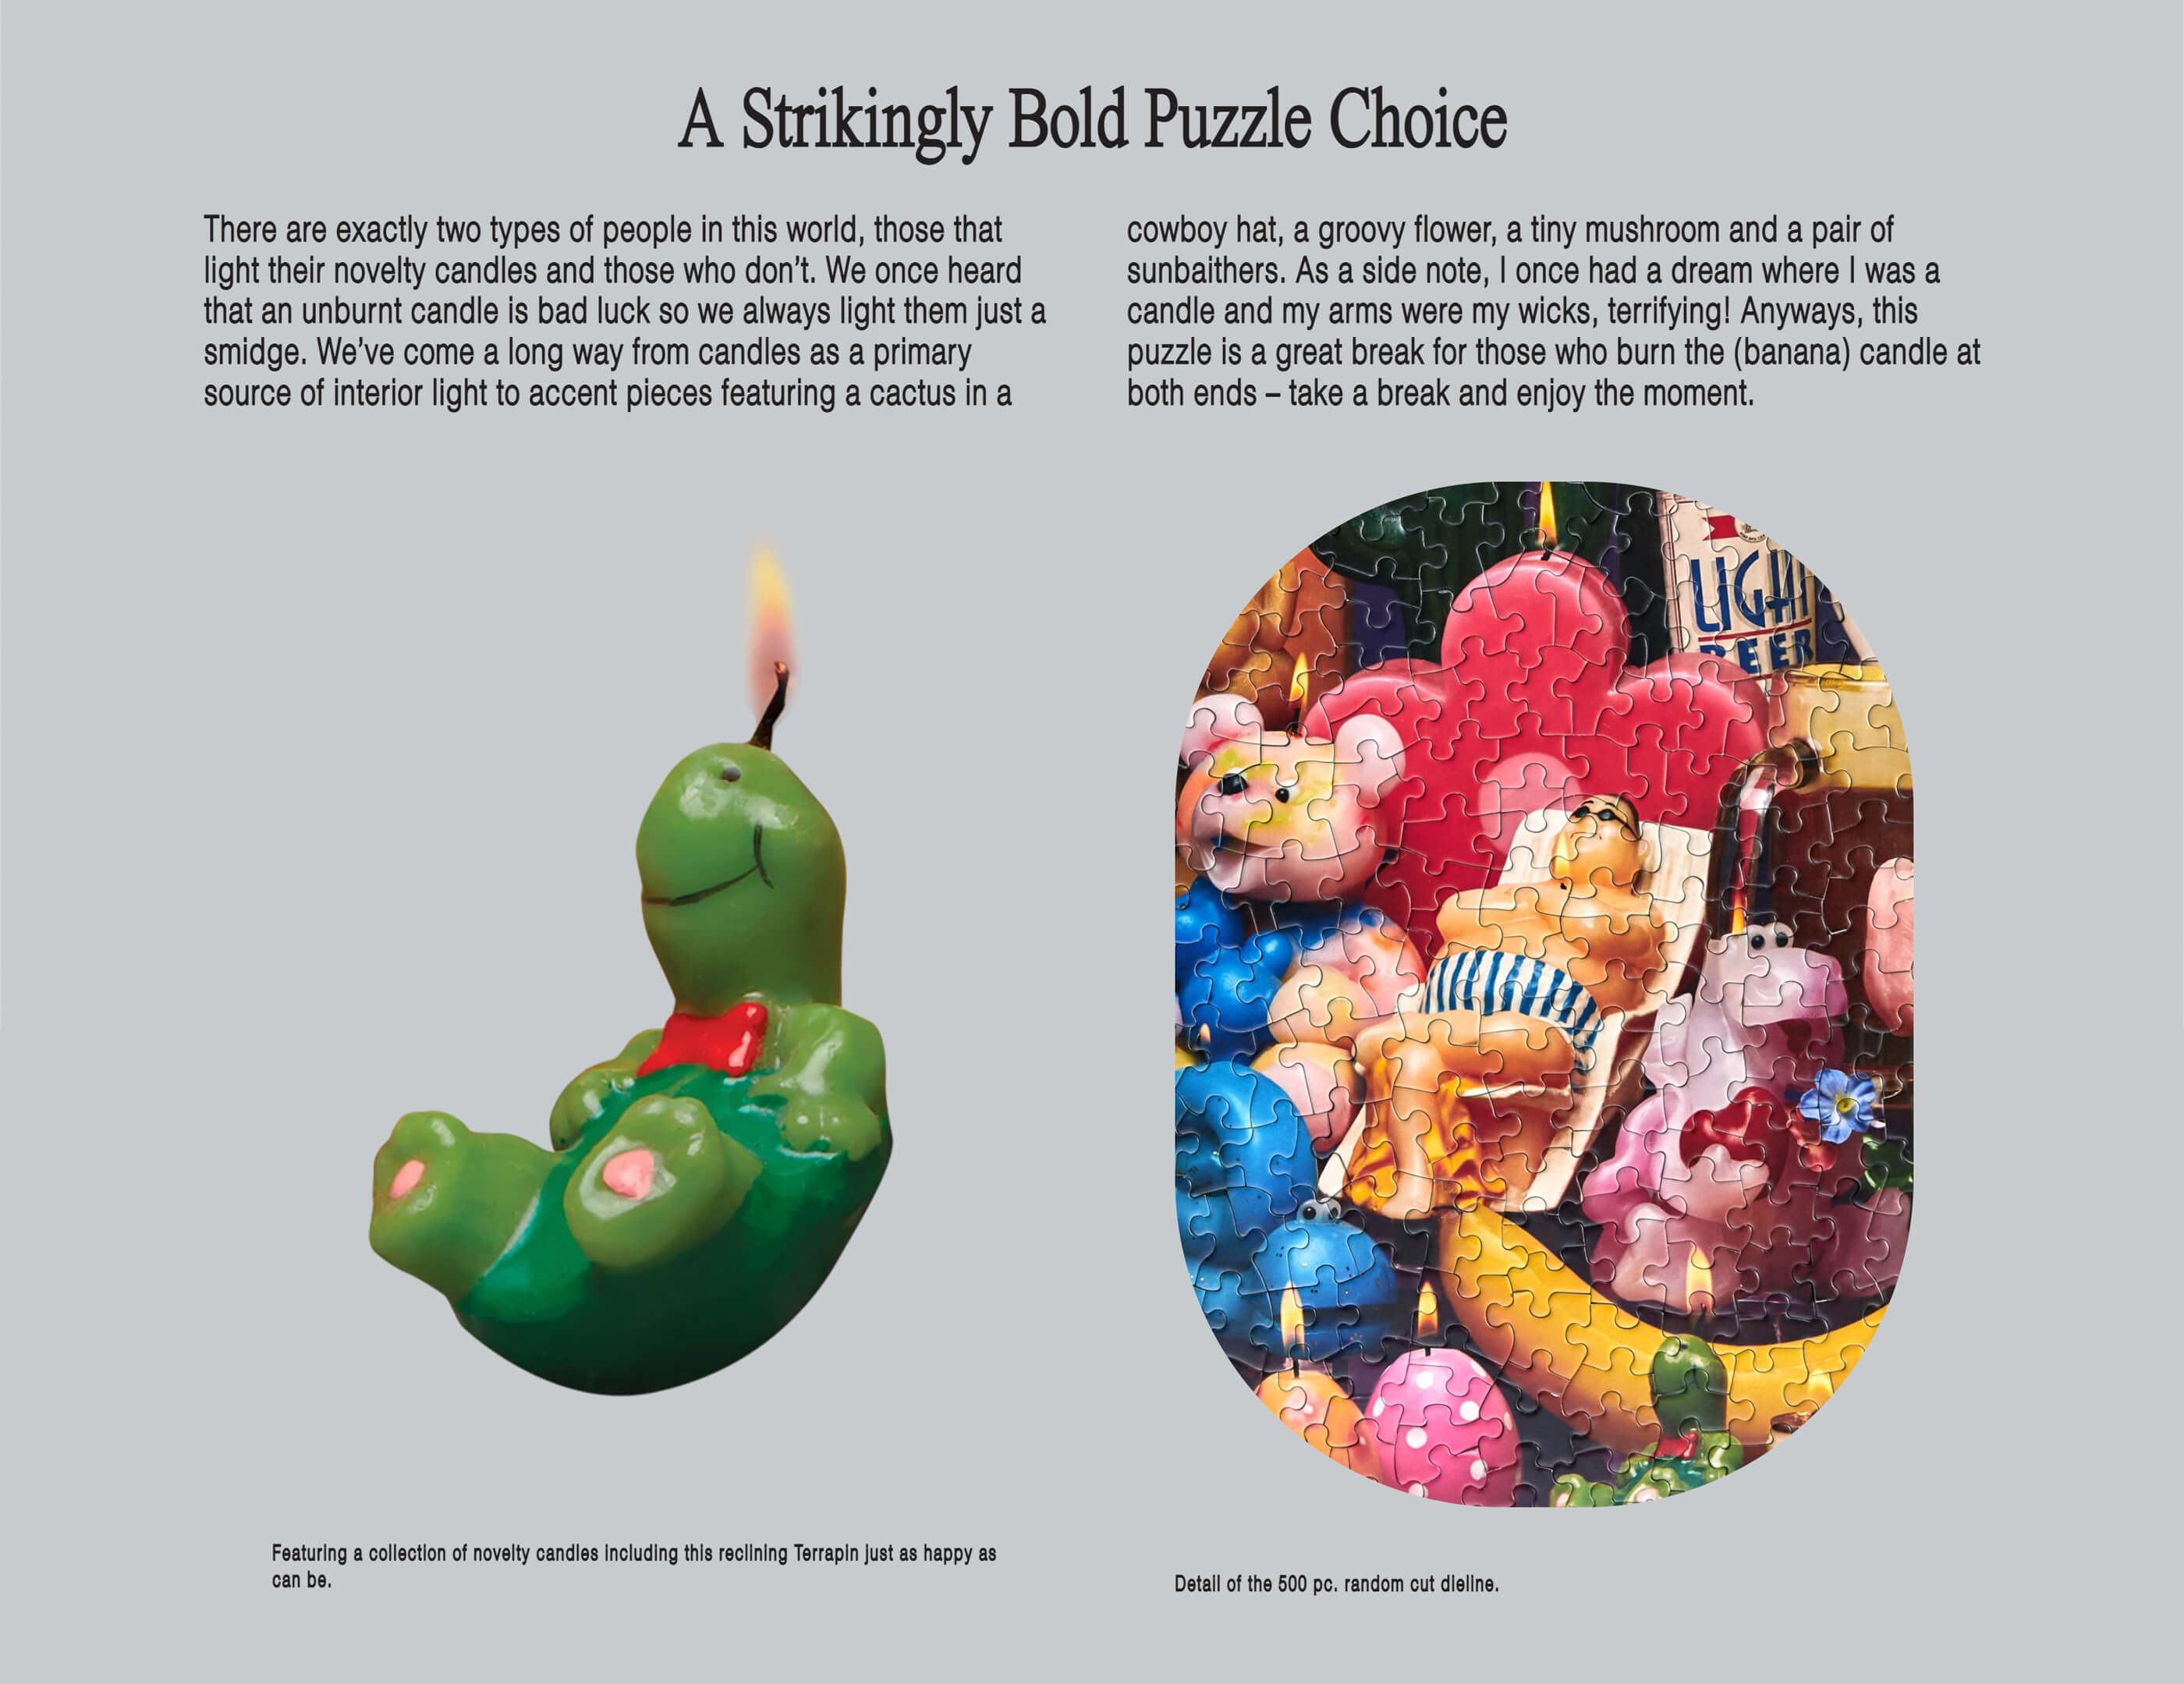 A Strikingly Bold Puzzle Choice
There are exactly two types of people in this world, those that
light their novelty candles and those who don’t. We once heard
that an unburnt candle is bad luck so we always light them just a
smidge. We’ve come a long way from candles as a primary
source of interior light to accent pieces featuring a cactus in a
cowboy hat, a groovy flower, a tiny mushroom and a pair of
sunbaithers. As a side note, I once had a dream where I was a
candle and my arms were my wicks, terrifying! Anyways, this
puzzle is a great break for those who burn the (banana) candle at
both ends – take a break and enjoy the moment.
LIGHT
BEER
Featuring a collection of novelty candles including this reclining Terrapin just as happy as
can be.
Detail of the 500 pc. random cut dieline.